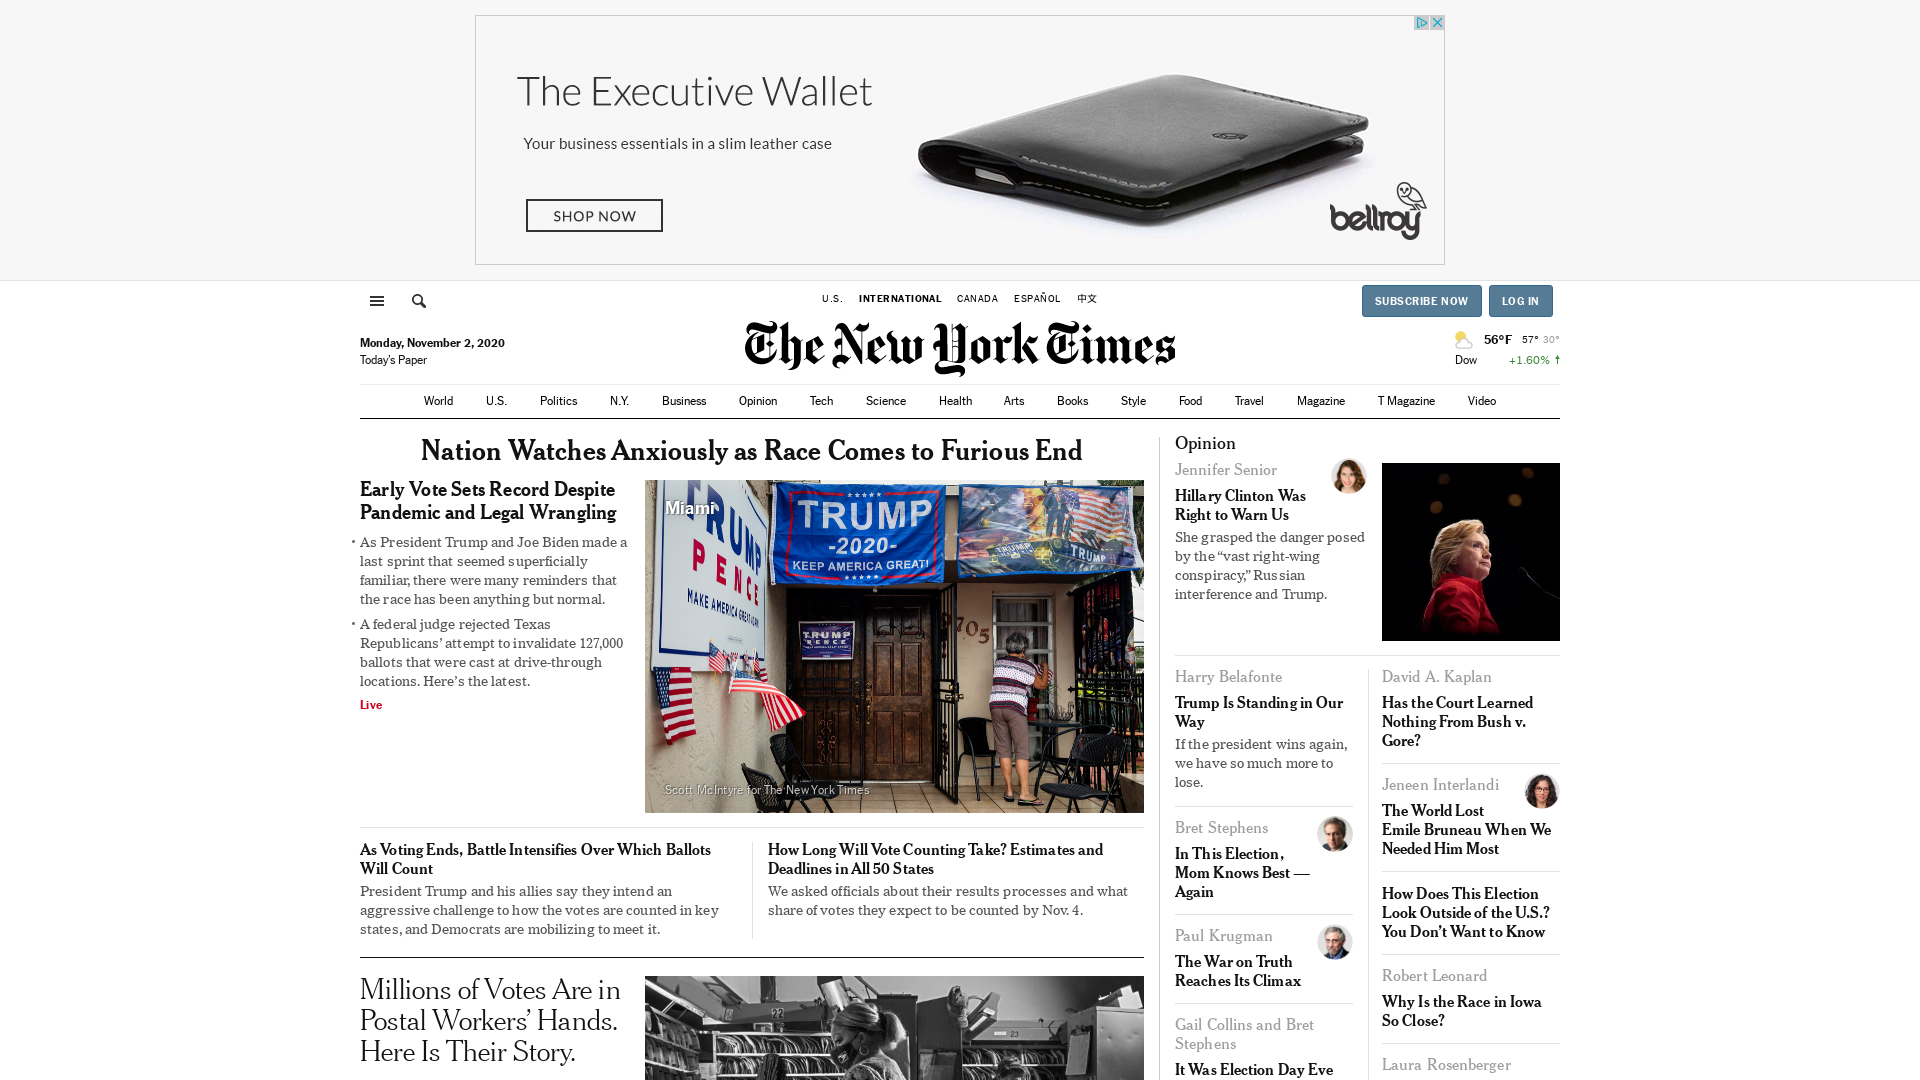 The Executive Wallet
Your business essentials in a slim leather case
SHOP NOW
bellroy
U.S.
INTERNATIONAL
CANADA
ESPAÑOL
中文
SUBSCRIBE NOW
LOG IN
Monday, November 2, 2020
Today's Paper
The New York Times
56°F 57° 30°
Dow +1.60% ↑
World
U.S.
Politics
N.Y.
Business
Opinion
Tech
Science
Health
Arts
Books
Style
Food
Travel
Magazine
T Magazine
Video
Nation Watches Anxiously as Race Comes to Furious End
Early Vote Sets Record Despite
Pandemic and Legal Wrangling
• As President Trump and Joe Biden made a
last sprint that seemed superficially
familiar, there were many reminders that
the race has been anything but normal.
• A federal judge rejected Texas
Republicans' attempt to invalidate 127,000
ballots that were cast at drive-through
locations. Here's the latest.
Live
Miami
TRUMP
PENCE
MAKE AMERICA GREAT
TRUMP
-2020-
KEEP AMERICA GREAT!
TRUMP
TRUMP
PENCE
3705
Scott McIntyre for The New York Times
As Voting Ends, Battle Intensifies Over Which Ballots
Will Count
President Trump and his allies say they intend an
aggressive challenge to how the votes are counted in key
states, and Democrats are mobilizing to meet it.
How Long Will Vote Counting Take? Estimates and
Deadlines in All 50 States
We asked officials about their results processes and what
share of votes they expect to be counted by Nov. 4.
Millions of Votes Are in
Postal Workers' Hands.
Here Is Their Story.
22
23
Opinion
Jennifer Senior
Hillary Clinton Was
Right to Warn Us
She grasped the danger posed
by the “vast right-wing
conspiracy,” Russian
interference and Trump.
Harry Belafonte
Trump Is Standing in Our
Way
If the president wins again,
we have so much more to
lose.
Bret Stephens
In This Election,
Mom Knows Best —
Again
Paul Krugman
The War on Truth
Reaches Its Climax
Gail Collins and Bret
Stephens
It Was Election Day Eve
David A. Kaplan
Has the Court Learned
Nothing From Bush v.
Gore?
Jeneen Interlandi
The World Lost
Emile Bruneau When We
Needed Him Most
How Does This Election
Look Outside of the U.S.?
You Don't Want to Know
Robert Leonard
Why Is the Race in Iowa
So Close?
Laura Rosenberger